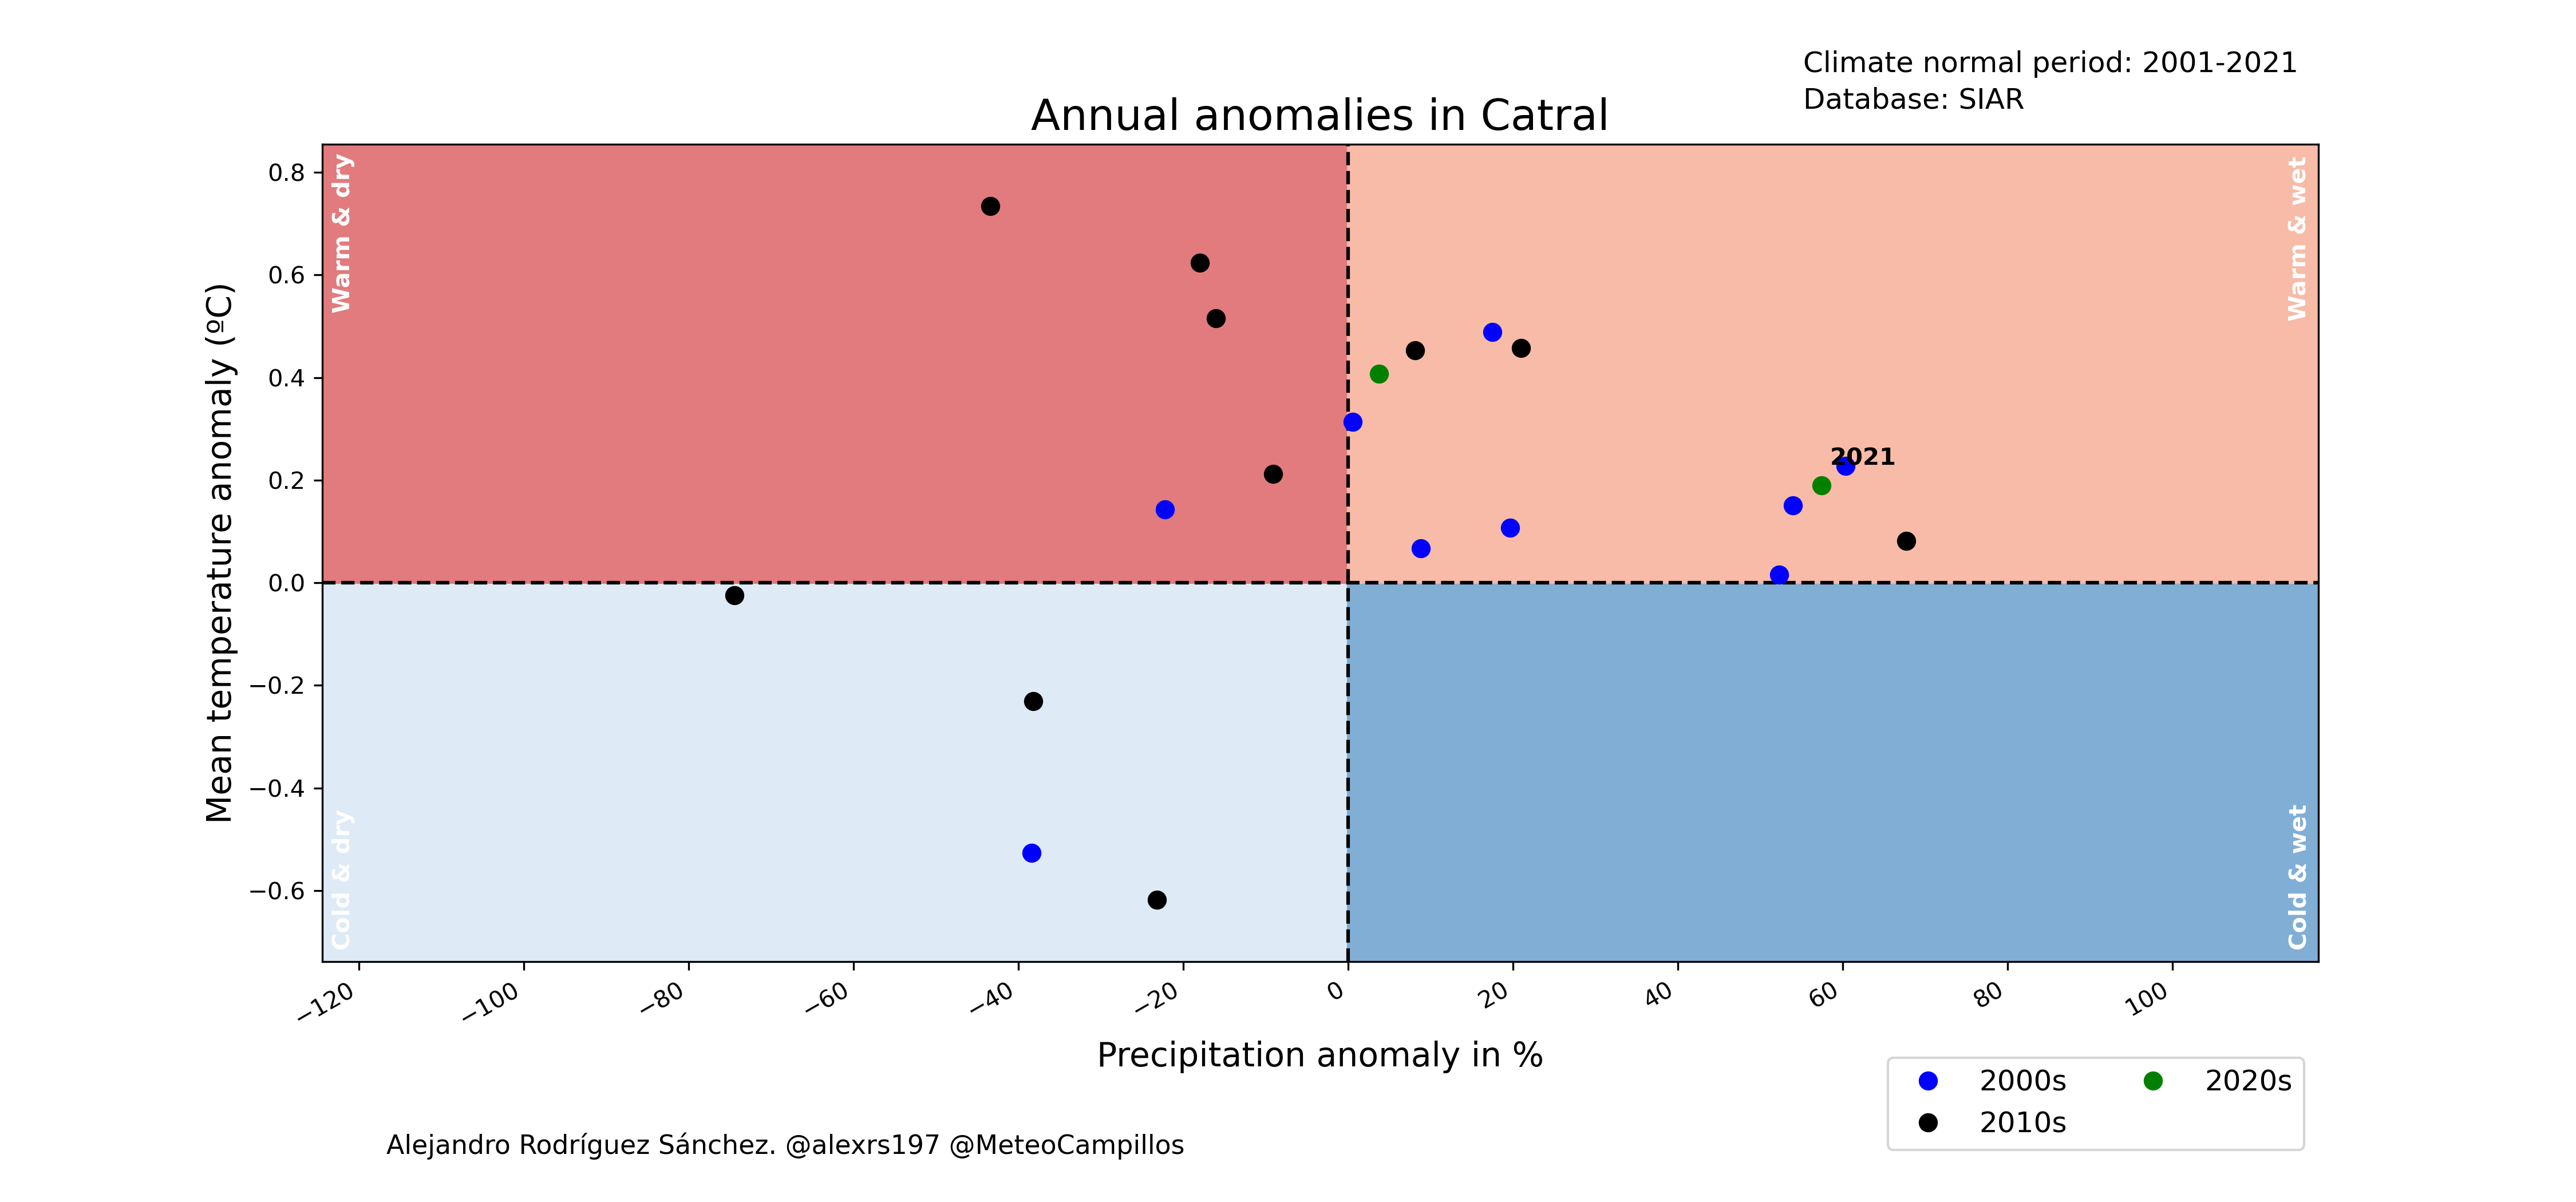 Climate normal period: 2001-2021
Database: SIAR
Annual anomalies in Catral
Warm & dry
Warm & wet
Cold & dry
Cold & wet
Mean temperature anomaly (ºC)
0.8
0.6
0.4
0.2
0.0
−0.2
−0.4
−0.6
2021
−120
−100
−80
−60
−40
−20
0
20
40
60
80
100
Precipitation anomaly in %
2000s
2010s
2020s
Alejandro Rodríguez Sánchez. @alexrs197 @MeteoCampillos